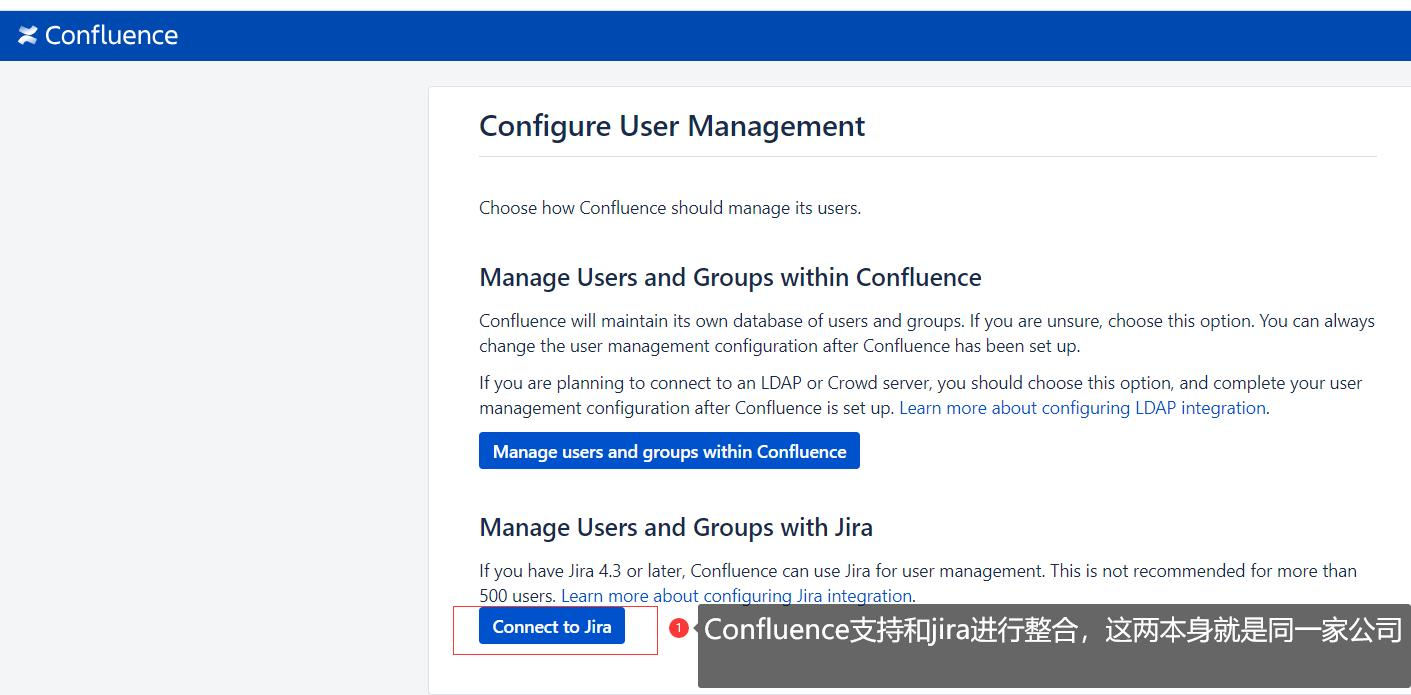 Confluence
Configure User Management
Choose how Confluence should manage its users.
Manage Users and Groups within Confluence
Confluence will maintain its own database of users and groups. If you are unsure, choose this option. You can always
change the user management configuration after Confluence has been set up.
If you are planning to connect to an LDAP or Crowd server, you should choose this option, and complete your user
management configuration after Confluence is set up. Learn more about configuring LDAP integration.
Manage users and groups within Confluence
Manage Users and Groups with Jira
If you have Jira 4.3 or later, Confluence can use Jira for user management. This is not recommended for more than
500 users. Learn more about configuring Jira integration.
Connect to Jira
1
Confluence支持和jira进行整合，这两本身就是同一家公司